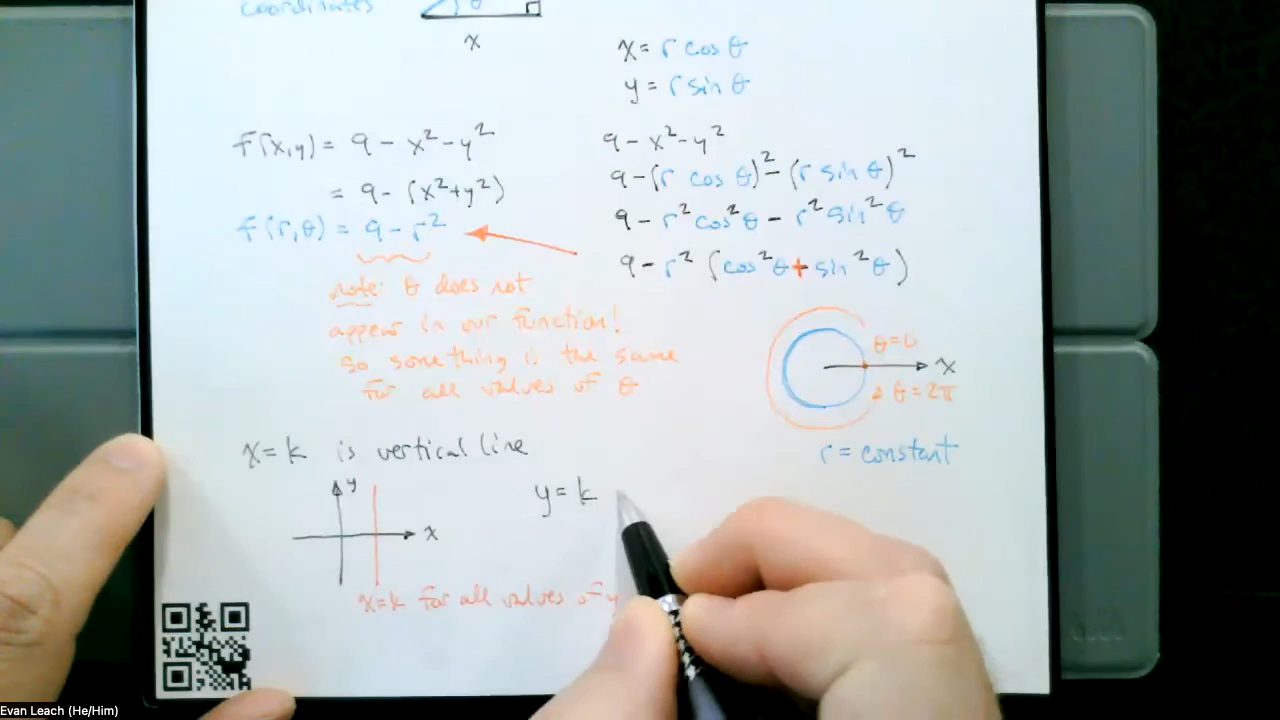 coordinates
θ
x
x = r cos θ
y = r sin θ
f(x,y) = 9 - x² - y²
= 9 - (x² + y²)
f(r,θ) = 9 - r²
note: θ does not
appear in our function!
so something is the same
for all values of θ
9 - x² - y²
9 - (r cos θ)² - (r sin θ)²
9 - r² cos² θ - r² sin² θ
9 - r² (cos² θ + sin² θ)
θ = 0
x
θ = 2π
r = constant
x = k is vertical line
y
x
x = k for all values of y
y = k
Evan Leach (He/Him)